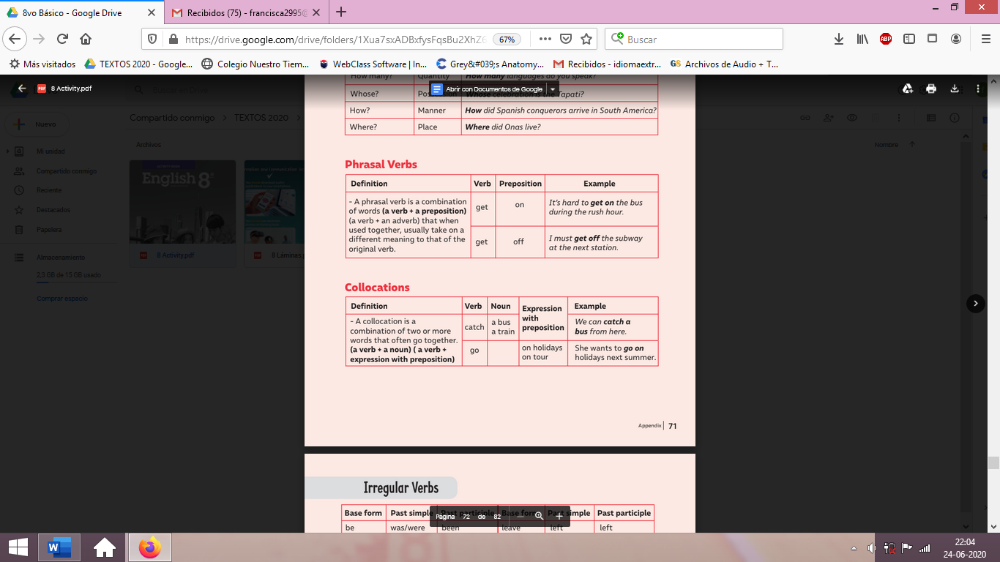 8vo Básico - Google Drive
Recibidos (75) - francisca2995@
https://drive.google.com/drive/folders/1Xua7sxADBxfysFqsBu2XhZ6
67%
Buscar
Más visitados
TEXTOS 2020 - Google...
Colegio Nuestro Tiem...
WebClass Software | In...
Grey&#039;s Anatomy...
Recibidos - idiomaextr...
Archivos de Audio + T...
8 Activity.pdf
Buscar en Drive
Abrir con Documentos de Google
Compartido conmigo > TEXTOS 2020 >
Nuevo
Mi unidad
Compartido conmigo
Reciente
Destacados
Papelera
Almacenamiento
2,3 GB de 15 GB usado
Comprar espacio
Archivos
Nombre
English 8°
8 Activity.pdf
8 Láminas.p
How many? Quantity How many languages do you speak?
Whose? Whose celebration is the Tapati?
How? Manner How did Spanish conquerors arrive in South America?
Where? Place Where did Onas live?
Phrasal Verbs
Definition Verb Preposition Example
- A phrasal verb is a combination
of words (a verb + a preposition)
(a verb + an adverb) that when
used together, usually take on a
different meaning to that of the
original verb.
get on It's hard to get on the bus
during the rush hour.
get off I must get off the subway
at the next station.
Collocations
Definition Verb Noun Expression
with
preposition
Example
- A collocation is a
combination of two or more
words that often go together.
(a verb + a noun) ( a verb +
expression with preposition)
catch a bus
a train
We can catch a
bus from here.
go on holidays
on tour
She wants to go on
holidays next summer.
Appendix 71
Irregular Verbs
Base form Past simple Past participle Base form Past simple Past participle
be was/were been leave left left
Página 72 de 82
22:04
24-06-2020